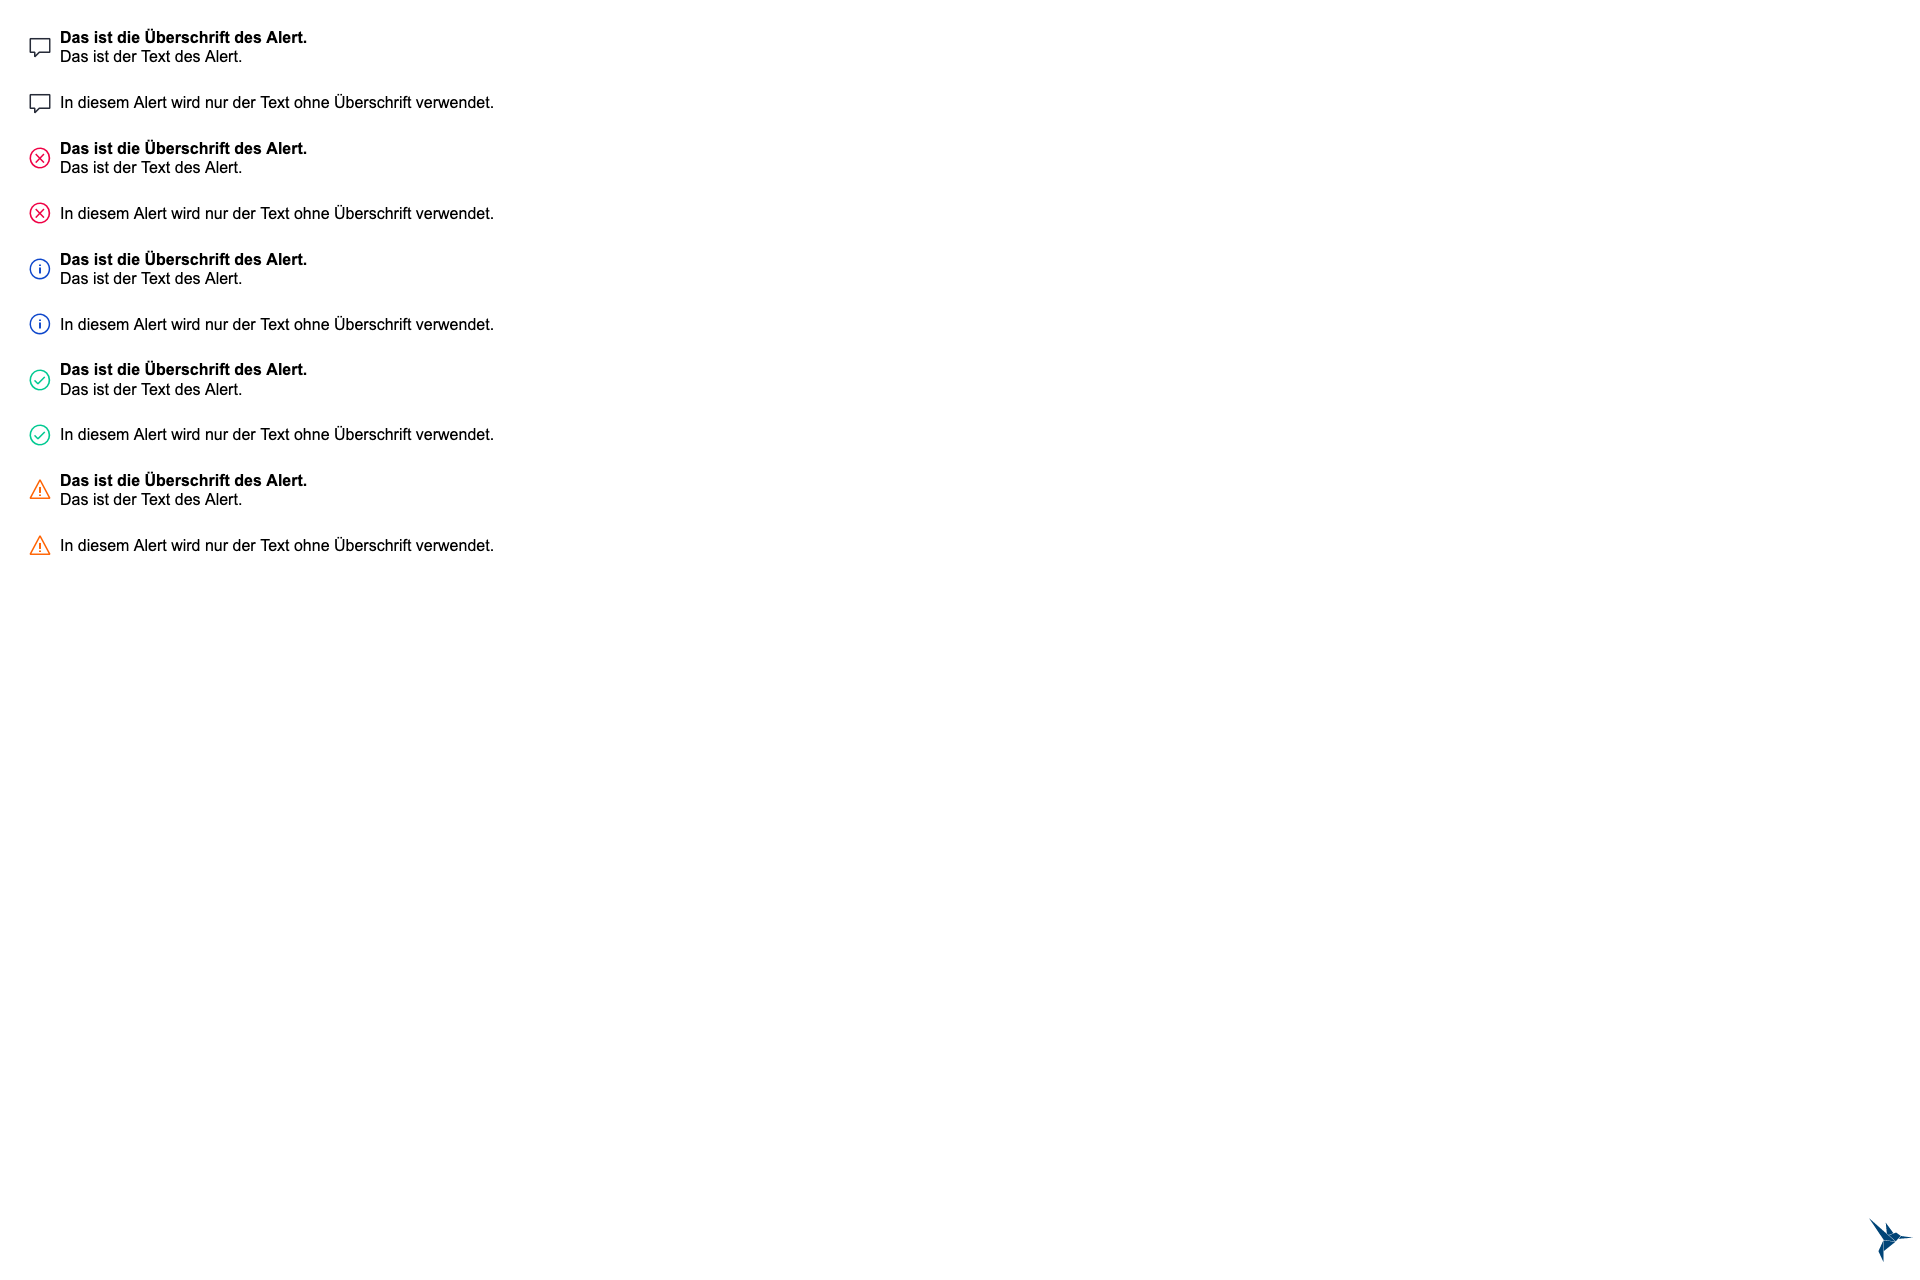 Das ist die Überschrift des Alert.
Das ist der Text des Alert.
In diesem Alert wird nur der Text ohne Überschrift verwendet.
Das ist die Überschrift des Alert.
Das ist der Text des Alert.
In diesem Alert wird nur der Text ohne Überschrift verwendet.
Das ist die Überschrift des Alert.
Das ist der Text des Alert.
In diesem Alert wird nur der Text ohne Überschrift verwendet.
Das ist die Überschrift des Alert.
Das ist der Text des Alert.
In diesem Alert wird nur der Text ohne Überschrift verwendet.
Das ist die Überschrift des Alert.
Das ist der Text des Alert.
In diesem Alert wird nur der Text ohne Überschrift verwendet.